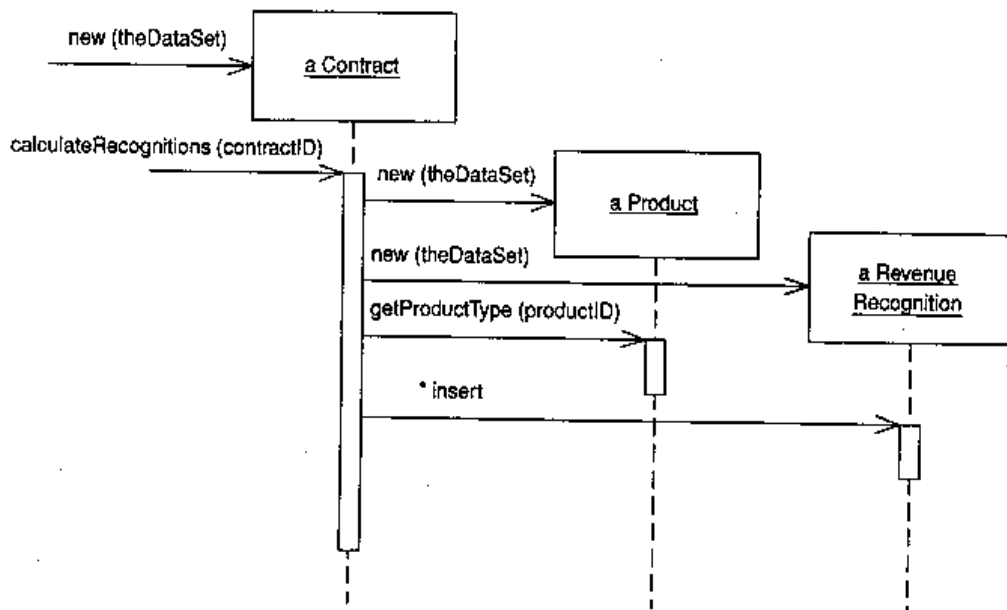 new (theDataSet)
a Contract
calculateRecognitions (contractID)
new (theDataSet)
a Product
new (theDataSet)
a Revenue
Recognition
getProductType (productID)
* insert